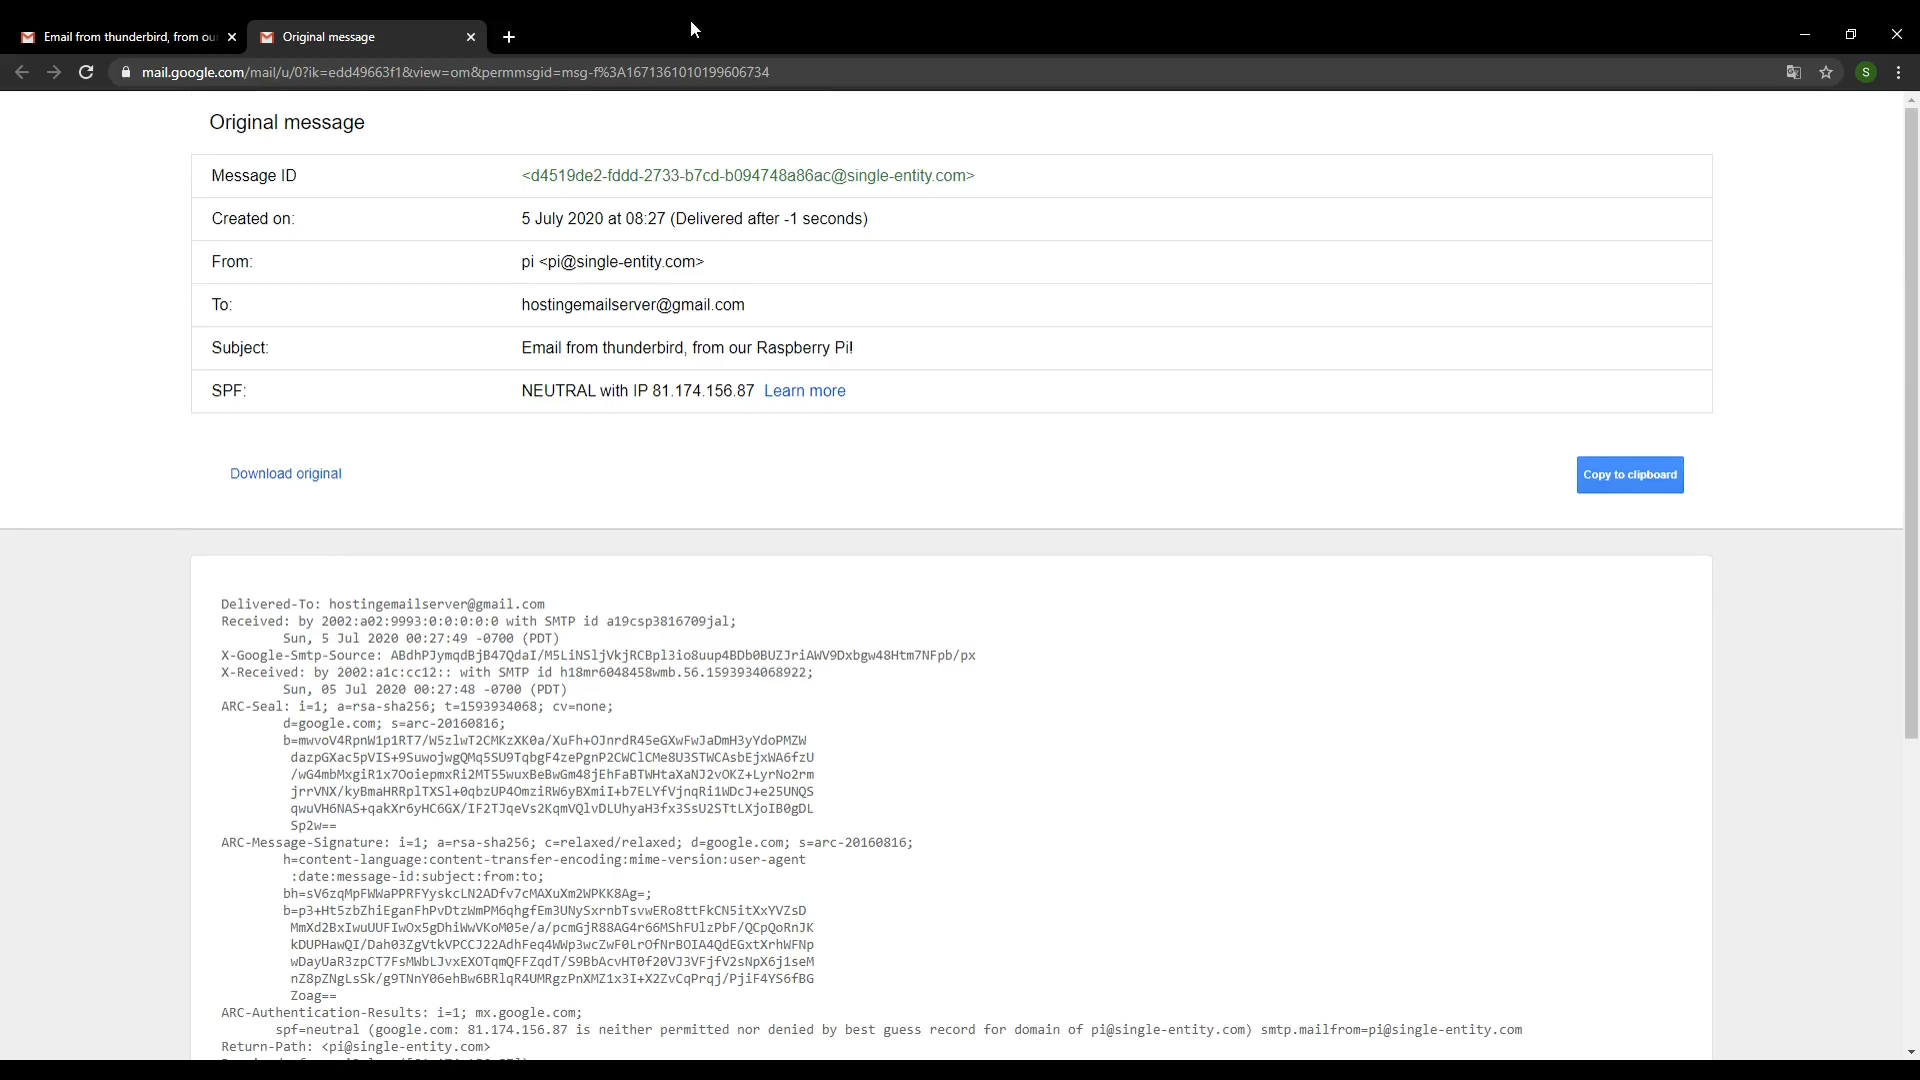 Email from thunderbird, from ou
Original message
mail.google.com/mail/u/0?ik=edd49663f1&view=om&permmsgid=msg-f%3A1671361010199606734
S
Original message
Message ID <d4519de2-fddd-2733-b7cd-b094748a86ac@single-entity.com>
Created on: 5 July 2020 at 08:27 (Delivered after -1 seconds)
From: pi <pi@single-entity.com>
To: hostingemailserver@gmail.com
Subject: Email from thunderbird, from our Raspberry Pi!
SPF: NEUTRAL with IP 81.174.156.87 Learn more
Download original
Copy to clipboard
Delivered-To: hostingemailserver@gmail.com
Received: by 2002:a02:9993:0:0:0:0:0 with SMTP id a19csp3816709jal;
Sun, 5 Jul 2020 00:27:49 -0700 (PDT)
X-Google-Smtp-Source: ABdhPJymqdBjB47QdaI/M5LiNSljVkjRCBpl3io8uup4BDb0BUZJriAWV9Dxbgw48Htm7NFpb/px
X-Received: by 2002:a1c:cc12:: with SMTP id h18mr6048458wmb.56.1593934068922;
Sun, 05 Jul 2020 00:27:48 -0700 (PDT)
ARC-Seal: i=1; a=rsa-sha256; t=1593934068; cv=none;
d=google.com; s=arc-20160816;
b=mwvoV4RpnW1p1RT7/W5zlwT2CMKzXK0a/XuFh+OJnrdR45eGXwFwJaDmH3yYdoPMZW
dazpGXac5pVIS+9SuwojwgQMq5SU9TqbgF4zePgnP2CWClCMe8U3STWCAsbEjxWA6fzU
/wG4mbMxgiR1x7OoiepmxRi2MT55wuxBeBwGm48jEhFaBTWHtaXaNJ2vOKZ+LyrNo2rm
jrrVNX/kyBmaHRRplTXSl+0qbzUP4OmziRW6yBXmiI+b7ELYfVjnqRi1WDcJ+e25UNQS
qwuVH6NAS+qakXr6yHC6GX/IF2TJqeVs2KqmVQlvDLUhyaH3fx3SsU2STtLXjoIB0gDL
Sp2w==
ARC-Message-Signature: i=1; a=rsa-sha256; c=relaxed/relaxed; d=google.com; s=arc-20160816;
h=content-language:content-transfer-encoding:mime-version:user-agent
:date:message-id:subject:from:to;
bh=sV6zqMpFWWaPPRFYyskcLN2ADfv7cMAXuXm2WPKK8Ag=;
b=p3+Ht5zbZhiEganFhPvDtzWmPM6qhgfEm3UNySxrnbTsvwERo8ttFkCN5itXxYVZsD
MmXd2BxIwuUUFIwOx5gDhiWwVKoM05e/a/pcmGjR88AG4r66MShFUlzPbF/QCpQoRnJK
kDUPHawQI/Dah03ZgVtkVPCCJ22AdhFeq4WWp3wcZwF0LrOfNrBOIA4QdEGxtXrhWFNp
wDayUaR3zpCT7FsMWbLJvxEXOTqmQFFZqdT/S9BbAcvHT0f20VJ3VFjfV2sNpX6j1seM
nZ8pZNgLsSk/g9TNnY06ehBw6BRlqR4UMRgzPnXMZ1x3I+X2ZvCqPrqj/PjiF4YS6fBG
Zoag==
ARC-Authentication-Results: i=1; mx.google.com;
spf=neutral (google.com: 81.174.156.87 is neither permitted nor denied by best guess record for domain of pi@single-entity.com) smtp.mailfrom=pi@single-entity.com
Return-Path: <pi@single-entity.com>